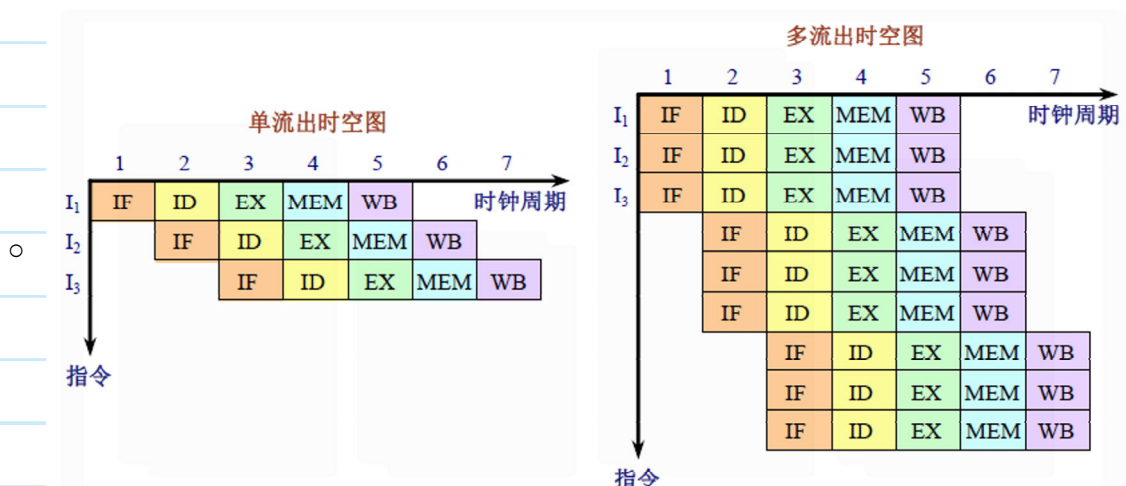 单流出时空图
1 2 3 4 5 6 7
时钟周期
I1 IF ID EX MEM WB
I2 IF ID EX MEM WB
I3 IF ID EX MEM WB
指令
多流出时空图
1 2 3 4 5 6 7
时钟周期
I1 IF ID EX MEM WB
I2 IF ID EX MEM WB
I3 IF ID EX MEM WB
IF ID EX MEM WB
IF ID EX MEM WB
IF ID EX MEM WB
IF ID EX MEM WB
IF ID EX MEM WB
IF ID EX MEM WB
指令